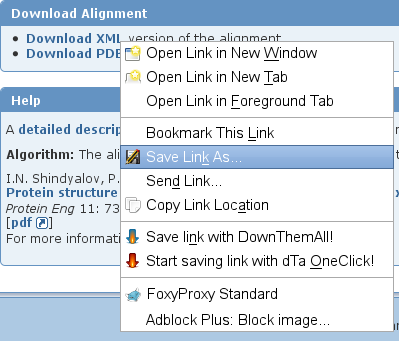 Download Alignment
Download XML version of the alignment
Download PDB
Open Link in New Window
Open Link in New Tab
Open Link in Foreground Tab
Help
Bookmark This Link
A detailed descrip
Algorithm: The ali
Save Link As...
I.N. Shindyalov, P.
Send Link...
Protein structure
Protein Eng 11: 73
Copy Link Location
[pdf]
For more informati
Save link with DownThemAll!
Start saving link with dTa OneClick!
FoxyProxy Standard
Adblock Plus: Block image...